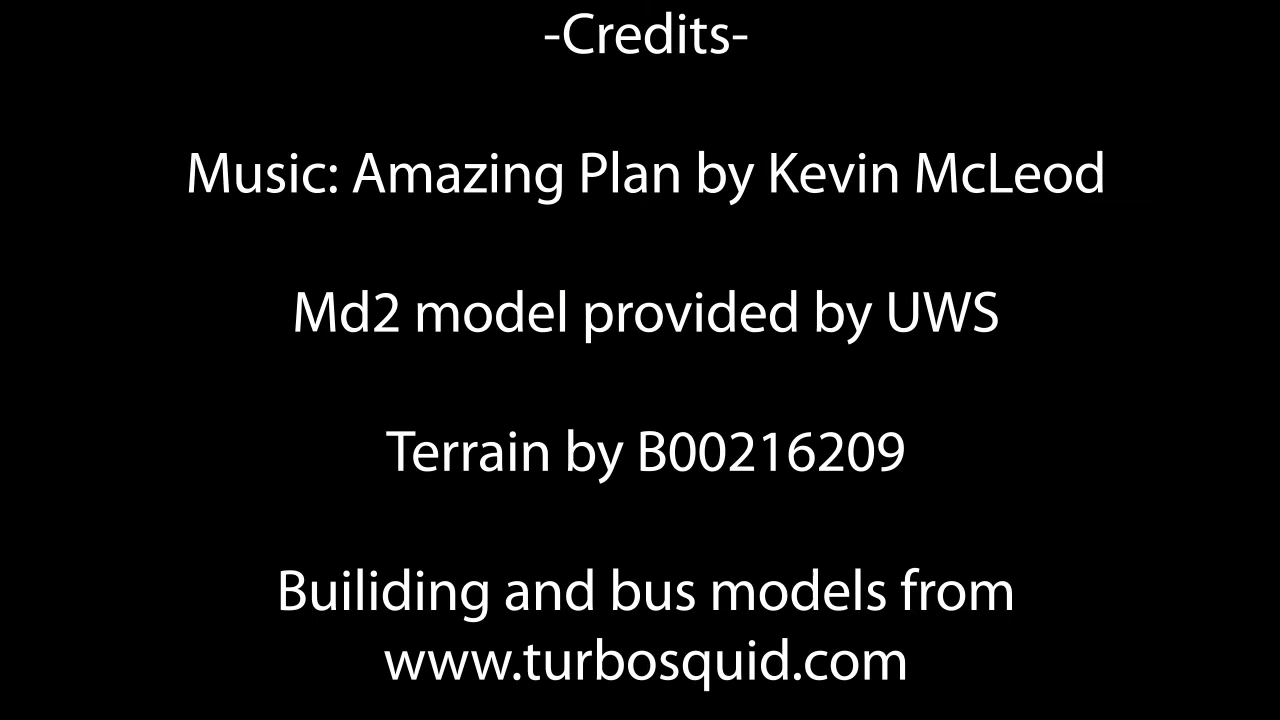 -Credits-
Music: Amazing Plan by Kevin McLeod
Md2 model provided by UWS
Terrain by B00216209
Builiding and bus models from
www.turbosquid.com